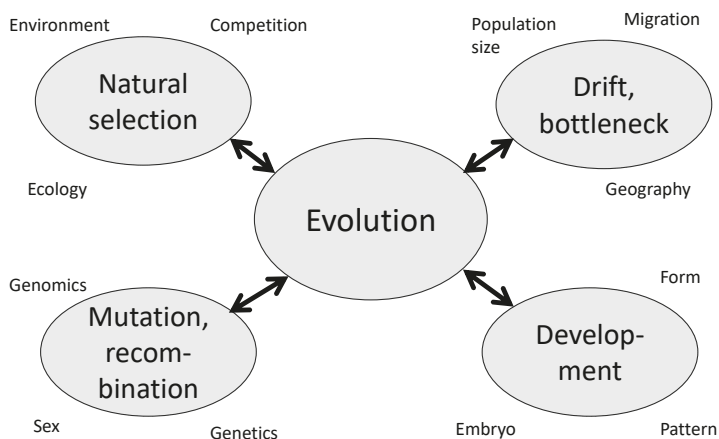 Environment
Competition
Natural
selection
Ecology
Population
size
Migration
Drift,
bottleneck
Geography
Evolution
Genomics
Mutation,
recom-
bination
Sex
Genetics
Form
Develop-
ment
Embryo
Pattern